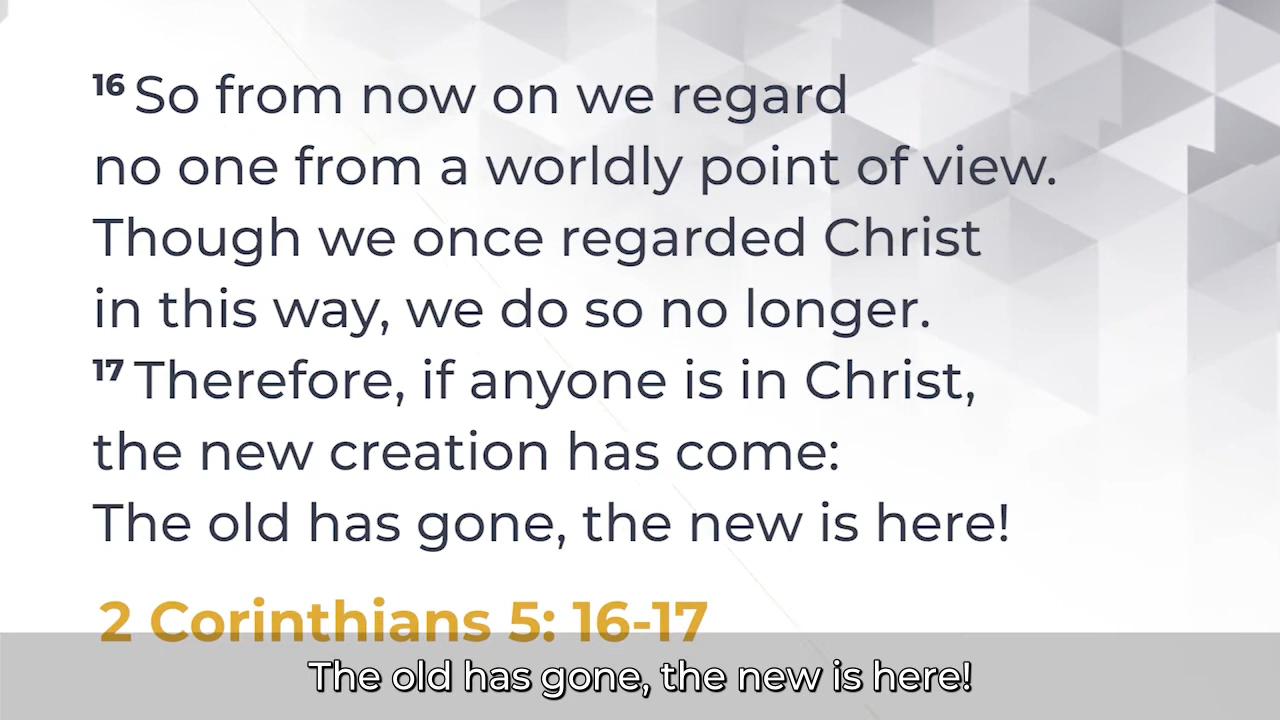 16 So from now on we regard
no one from a worldly point of view.
Though we once regarded Christ
in this way, we do so no longer.
17 Therefore, if anyone is in Christ,
the new creation has come:
The old has gone, the new is here!
2 Corinthians 5: 16-17
The old has gone, the new is here!